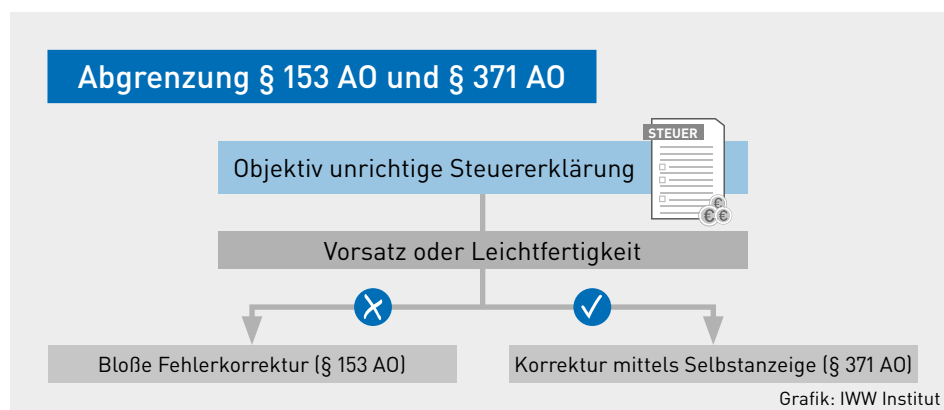 Abgrenzung § 153 AO und § 371 AO
STEUER
Objektiv unrichtige Steuererklärung
Vorsatz oder Leichtfertigkeit
Bloße Fehlerkorrektur (§ 153 AO)
Korrektur mittels Selbstanzeige (§ 371 AO)
Grafik: IWW Institut